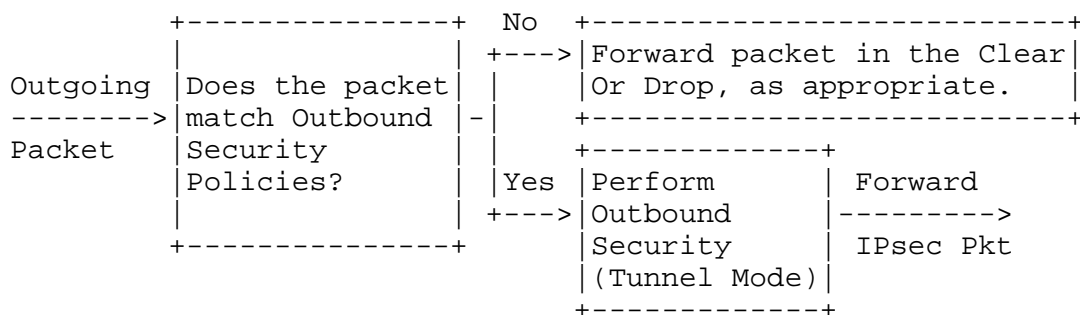 +---------------+  No  +-----------------------------+
|               | +--->|Forward packet in the Clear|
Outgoing |Does the packet| |    |Or Drop, as appropriate.     |
-------->|match Outbound |-|    +-----------------------------+
Packet   |Security       | |    +-------------+
|Policies?      | |Yes |Perform      |  Forward
|               | +--->|Outbound     |--------->
+---------------+      |Security     |  IPsec Pkt
|(Tunnel Mode)|
+-------------+